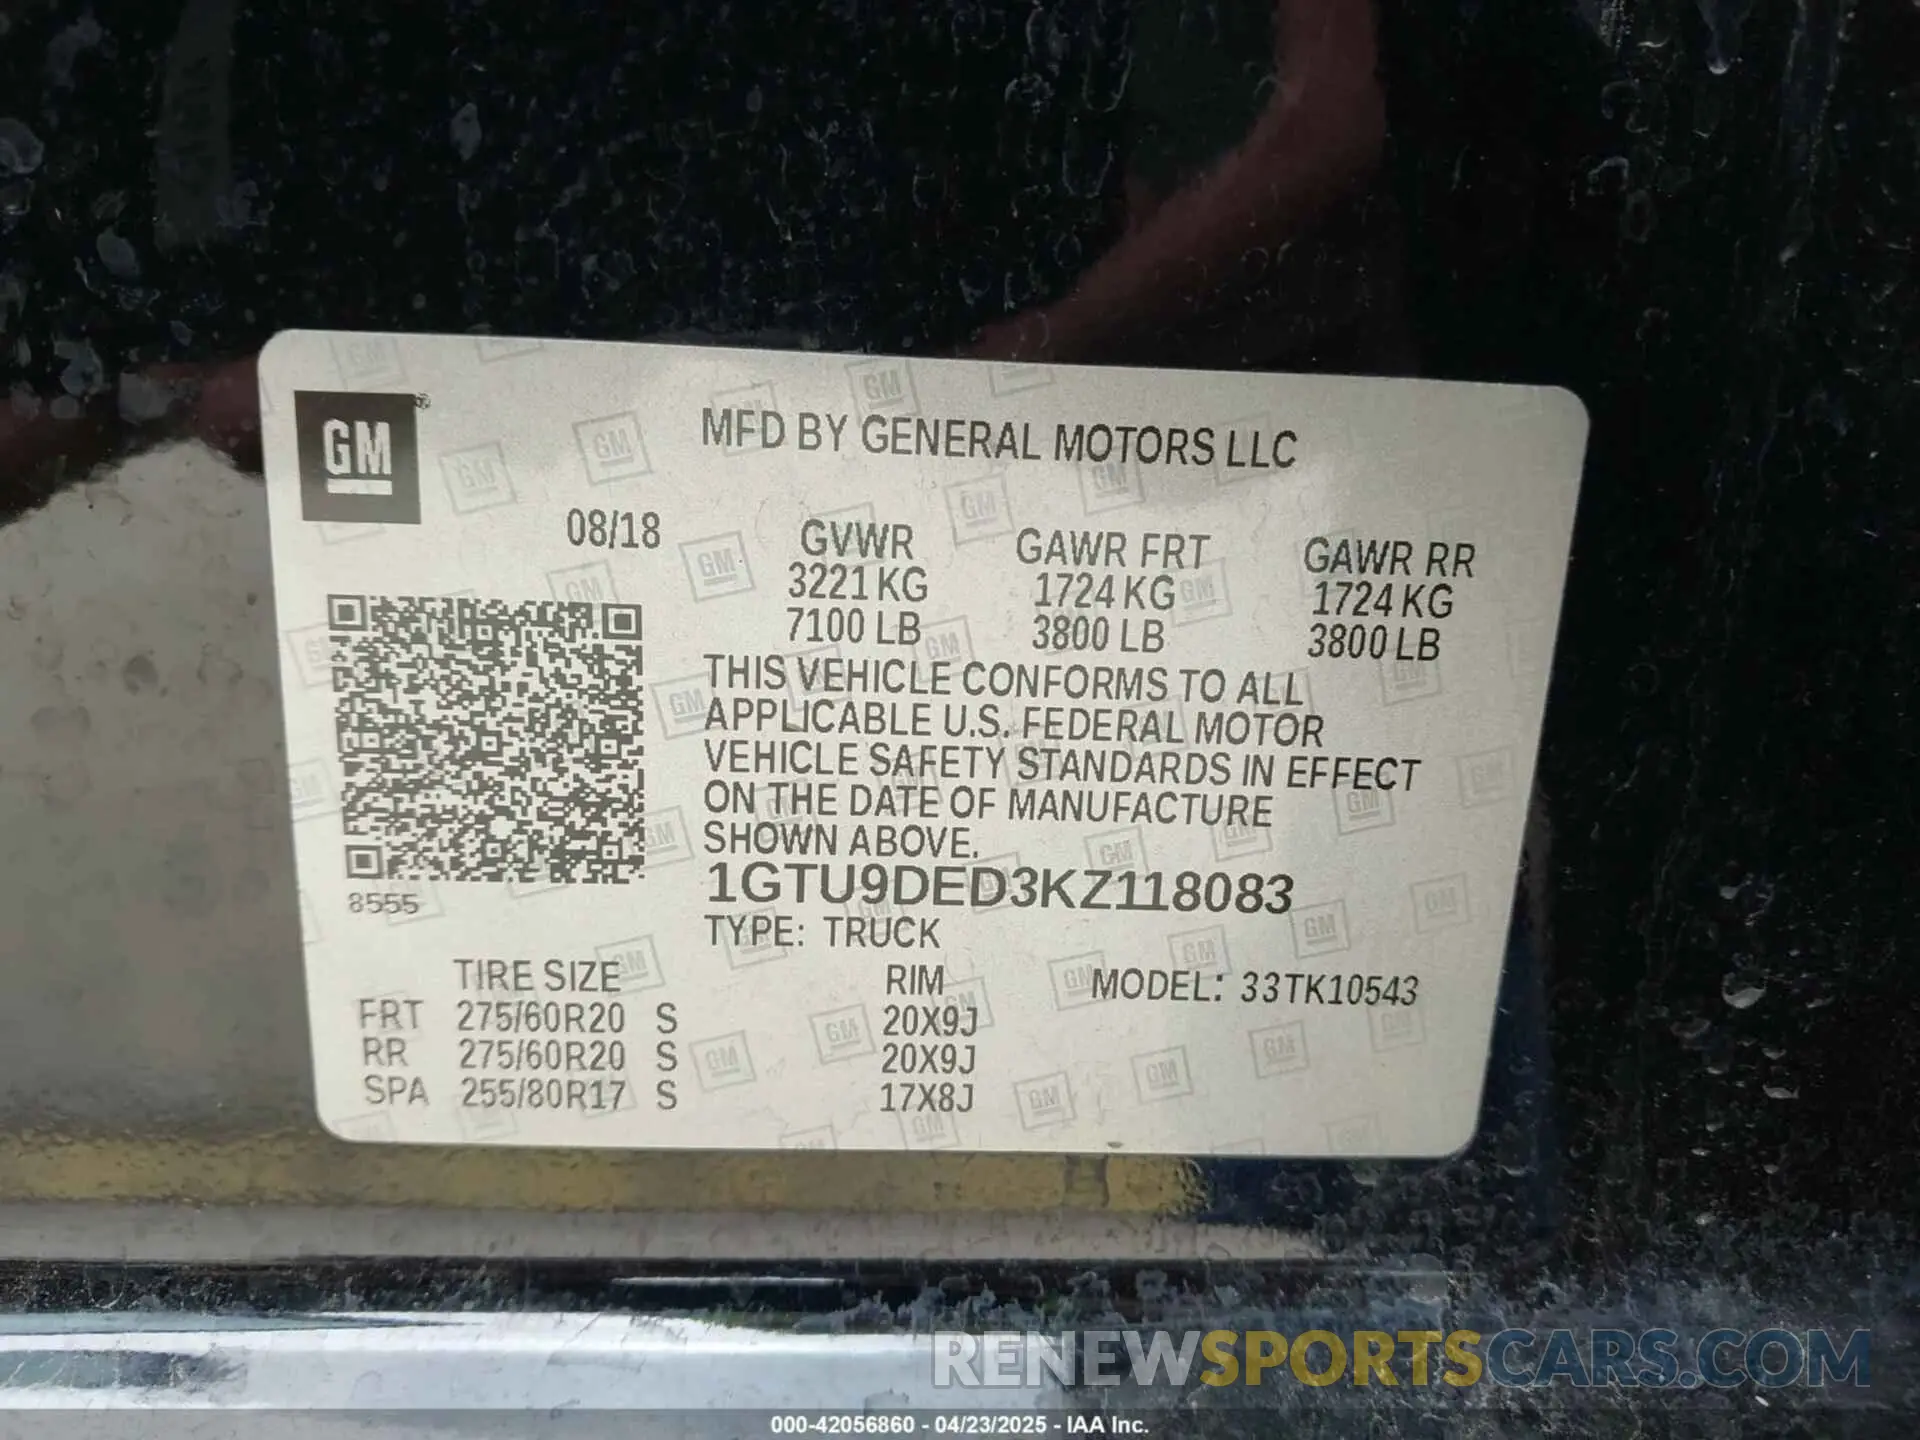 GM®
MFD BY GENERAL MOTORS LLC
08/18
GVWR GAWR FRT GAWR RR
3221 KG 1724 KG 1724 KG
7100 LB 3800 LB 3800 LB
THIS VEHICLE CONFORMS TO ALL
APPLICABLE U.S. FEDERAL MOTOR
VEHICLE SAFETY STANDARDS IN EFFECT
ON THE DATE OF MANUFACTURE
SHOWN ABOVE.
8555
1GTU9DED3KZ118083
TYPE: TRUCK
TIRE SIZE RIM MODEL: 33TK10543
FRT 275/60R20 S 20X9J
RR 275/60R20 S 20X9J
SPA 255/80R17 S 17X8J
RENEWSPORTSCARS.COM
000-42056860 - 04/23/2025 - IAA Inc.